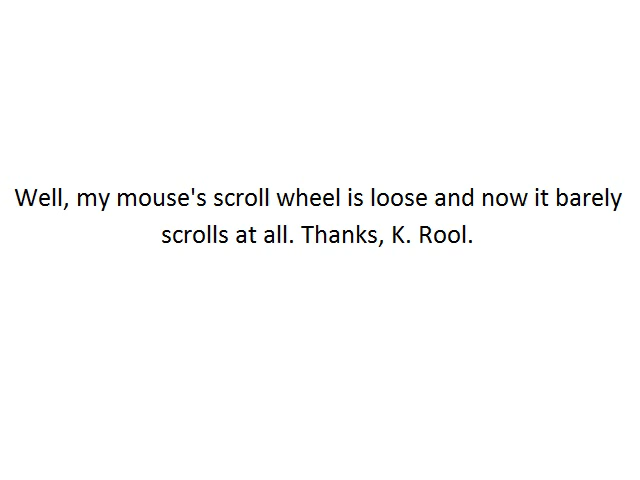 Well, my mouse's scroll wheel is loose and now it barely
scrolls at all. Thanks, K. Rool.